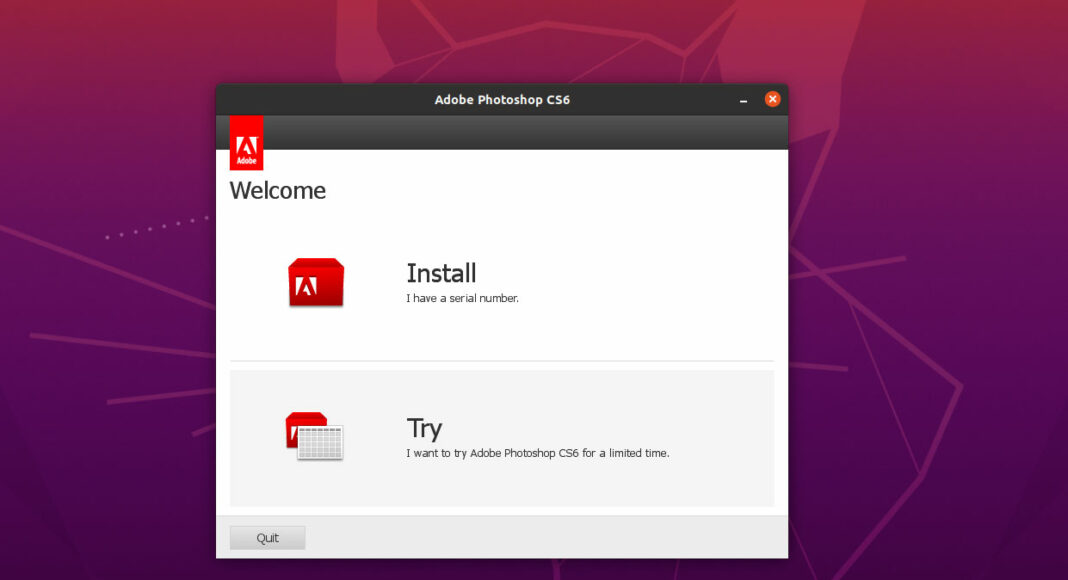 Adobe Photoshop CS6
Adobe
Welcome
Install
I have a serial number.
Try
I want to try Adobe Photoshop CS6 for a limited time.
Quit